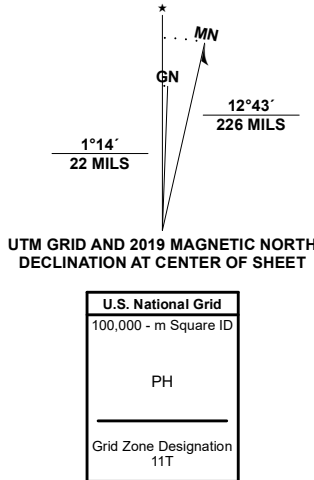 ★
MN
GN
12°43´
226 MILS
1°14´
22 MILS
UTM GRID AND 2019 MAGNETIC NORTH
DECLINATION AT CENTER OF SHEET
U.S. National Grid
100,000 - m Square ID
PH
Grid Zone Designation
11T